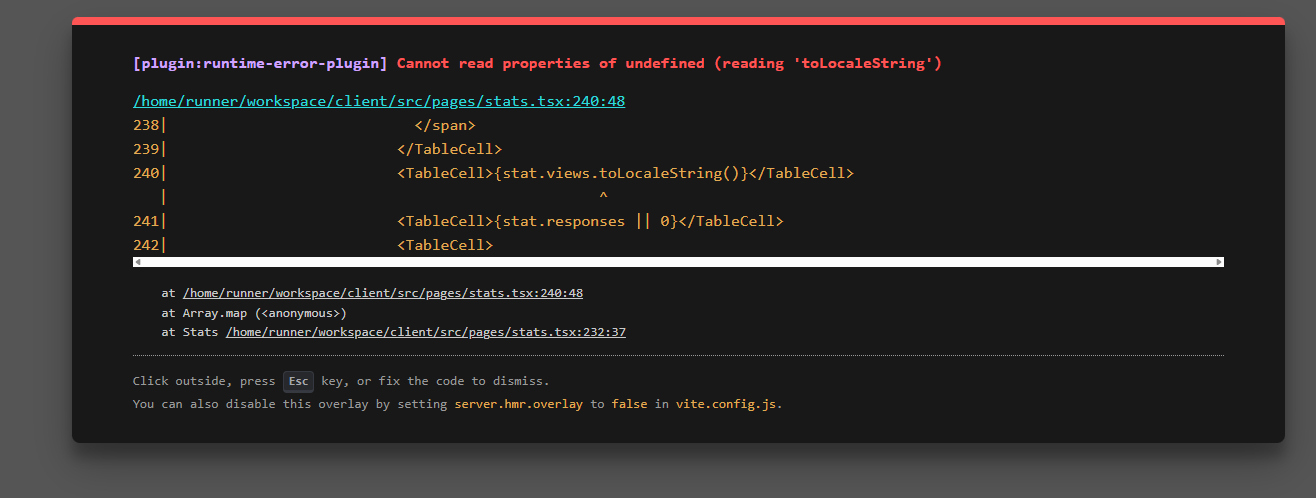 [plugin:runtime-error-plugin] Cannot read properties of undefined (reading 'toLocaleString')
/home/runner/workspace/client/src/pages/stats.tsx:240:48
238|                             </span>
239|                           </TableCell>
240|                           <TableCell>{stat.views.toLocaleString()}</TableCell>
   |                                                  ^
241|                           <TableCell>{stat.responses || 0}</TableCell>
242|                           <TableCell>
at /home/runner/workspace/client/src/pages/stats.tsx:240:48
at Array.map (<anonymous>)
at Stats /home/runner/workspace/client/src/pages/stats.tsx:232:37
Click outside, press Esc key, or fix the code to dismiss.
You can also disable this overlay by setting server.hmr.overlay to false in vite.config.js.